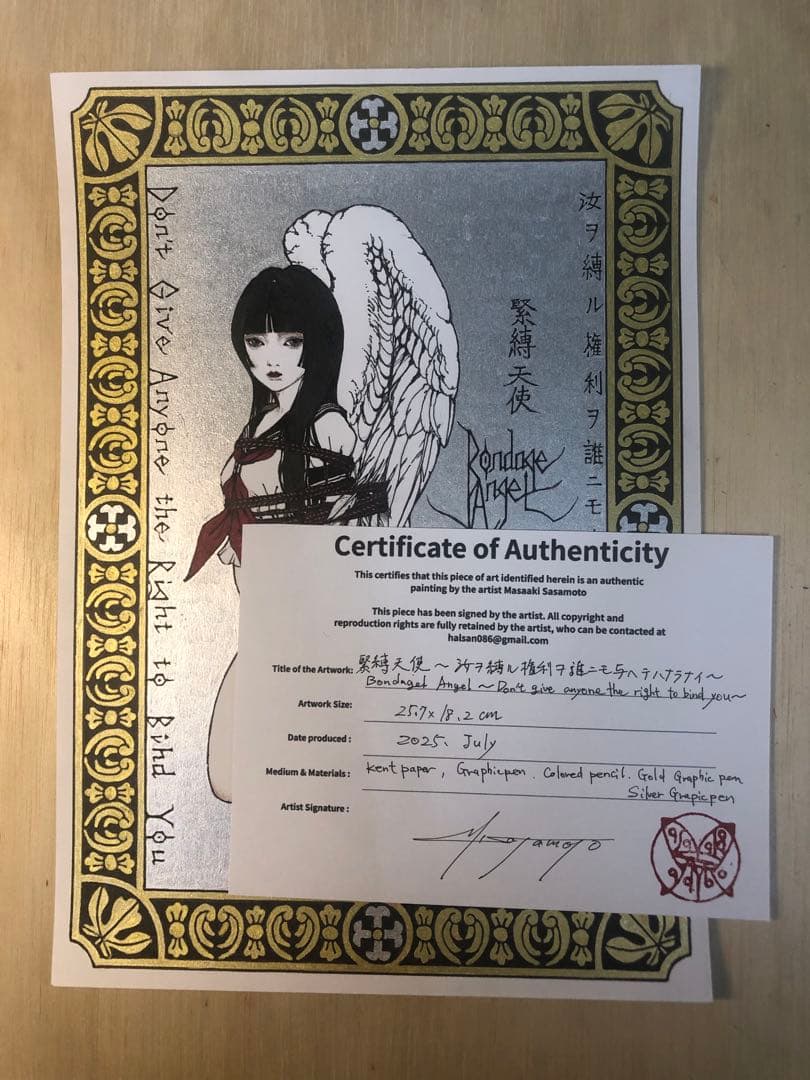 Don't Give Anyone the Right to Bihd You
汝ヲ縛ル権利ヲ誰ニモ
緊縛天使
Bondage
Angel
Certificate of Authenticity
This certifies that this piece of art identified herein is an authentic
painting by the artist Masaaki Sasamoto
This piece has been signed by the artist. All copyright and
reproduction rights are fully retained by the artist, who can be contacted at
halsan086@gmail.com
Title of the Artwork: 緊縛天使〜汝ヲ縛ル権利ヲ誰ニモ与ヘテハナラナイ〜
Bondaged Angel 〜Don't give anyone the right to bind you〜
Artwork Size: 25.7×18.2cm
Date produced : 2025. July
Medium & Materials : Kent paper, Graphicpen. Colored pencil. Gold Graphic pen
Silver Grapicpen
Artist Signature : M.Sasamoto